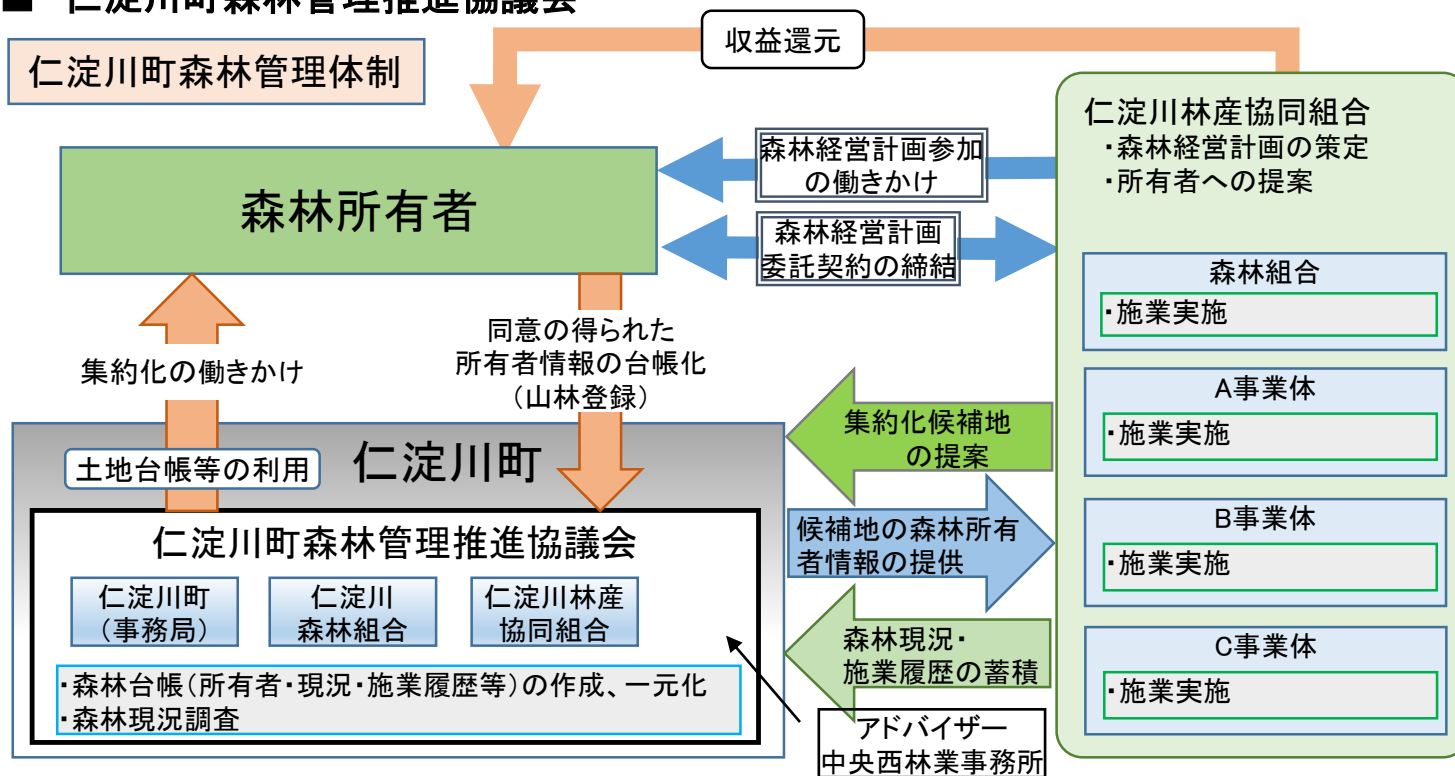 ■ 仁淀川町森林管理推進協議会
仁淀川町森林管理体制
収益還元
森林所有者
森林経営計画参加
の働きかけ
森林経営計画
委託契約の締結
仁淀川林産協同組合
・森林経営計画の策定
・所有者への提案
森林組合
・施業実施
A事業体
・施業実施
B事業体
・施業実施
C事業体
・施業実施
集約化の働きかけ
同意の得られた
所有者情報の台帳化
(山林登録)
土地台帳等の利用
仁淀川町
集約化候補地
の提案
候補地の森林所有
者情報の提供
森林現況・
施業履歴の蓄積
仁淀川町森林管理推進協議会
仁淀川町
(事務局)
仁淀川
森林組合
仁淀川林産
協同組合
・森林台帳(所有者・現況・施業履歴等)の作成、一元化
・森林現況調査
アドバイザー
中央西林業事務所